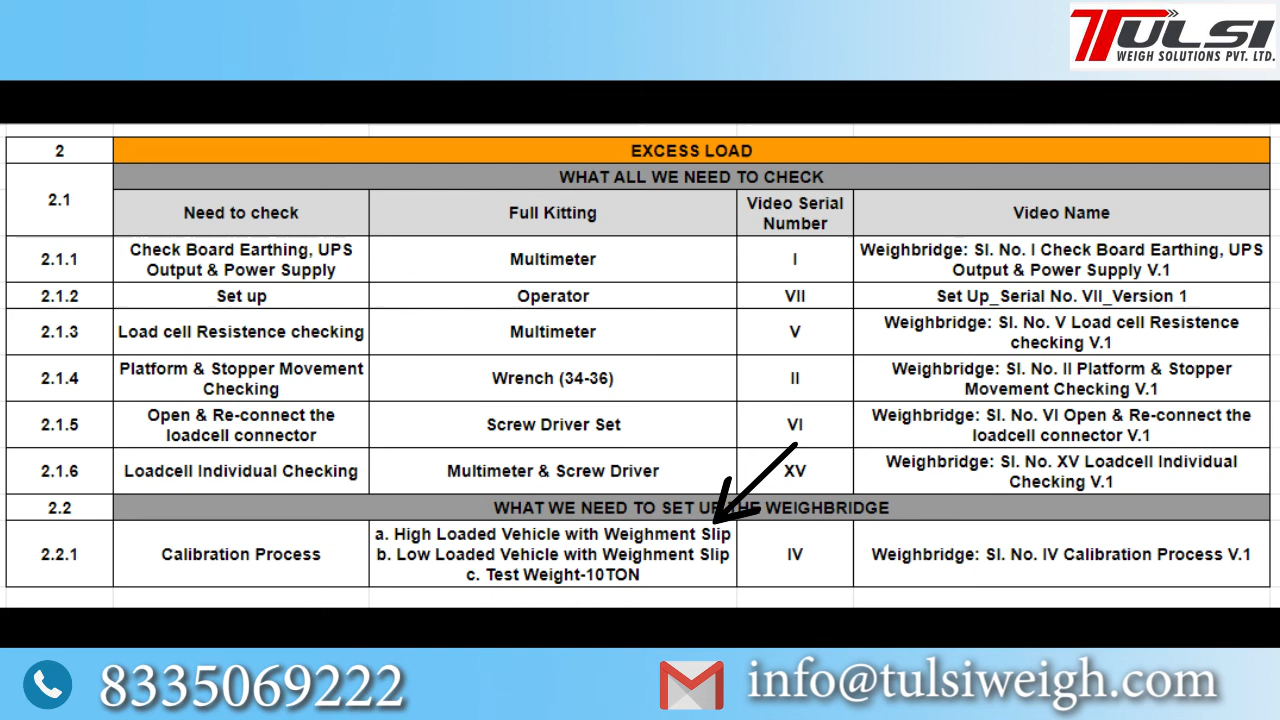 TULSI
WEIGH SOLUTIONS PVT. LTD.
2
EXCESS LOAD
2.1
WHAT ALL WE NEED TO CHECK
Need to check
Full Kitting
Video Serial
Number
Video Name
2.1.1
Check Board Earthing, UPS
Output & Power Supply
Multimeter
I
Weighbridge: SI. No. I Check Board Earthing, UPS
Output & Power Supply V.1
2.1.2
Set up
Operator
VII
Set Up_Serial No. VII_Version 1
2.1.3
Load cell Resistence checking
Multimeter
V
Weighbridge: SI. No. V Load cell Resistence
checking V.1
2.1.4
Platform & Stopper Movement
Checking
Wrench (34-36)
II
Weighbridge: SI. No. II Platform & Stopper
Movement Checking V.1
2.1.5
Open & Re-connect the
loadcell connector
Screw Driver Set
VI
Weighbridge: SI. No. VI Open & Re-connect the
loadcell connector V.1
2.1.6
Loadcell Individual Checking
Multimeter & Screw Driver
XV
Weighbridge: SI. No. XV Loadcell Individual
Checking V.1
2.2
WHAT WE NEED TO SET UP THE WEIGHBRIDGE
2.2.1
Calibration Process
a. High Loaded Vehicle with Weighment Slip
b. Low Loaded Vehicle with Weighment Slip
c. Test Weight-10TON
IV
Weighbridge: SI. No. IV Calibration Process V.1
8335069222
info@tulsiweigh.com